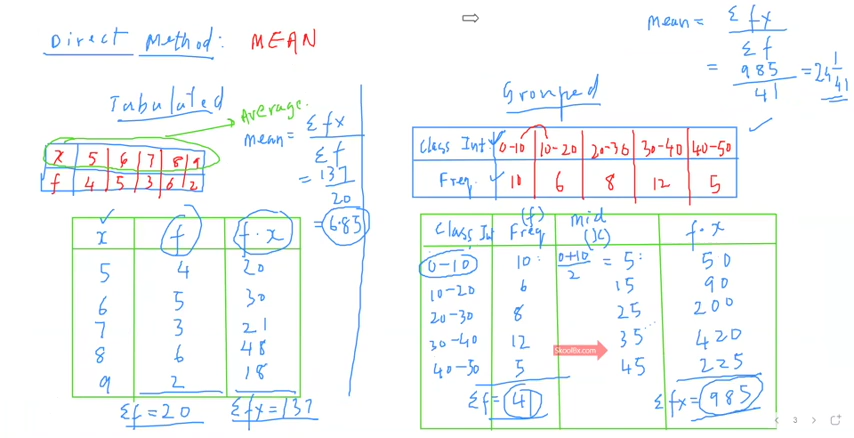 Direct Method: MEAN
Tabulated
Average.
x 5 6 7 8 9
f 4 5 3 6 2
mean = Σfx / Σf
= 137 / 20
= 6.85
x f f·x
5 4 20
6 5 30
7 3 21
8 6 48
9 2 18
Σf = 20 Σfx = 137
mean = Σfx / Σf
= 985 / 41 = 24 1/41
Grouped
Class Int 0-10 10-20 20-30 30-40 40-50
Freq. 10 6 8 12 5
(f) mid
Class Int Freq (x) f·x
0-10 10 0+10/2 = 5 50
10-20 6 15 90
20-30 8 25 200
30-40 12 35 420
SkoolBx.com
40-50 5 45 225
Σf = 41 Σfx = 985
3